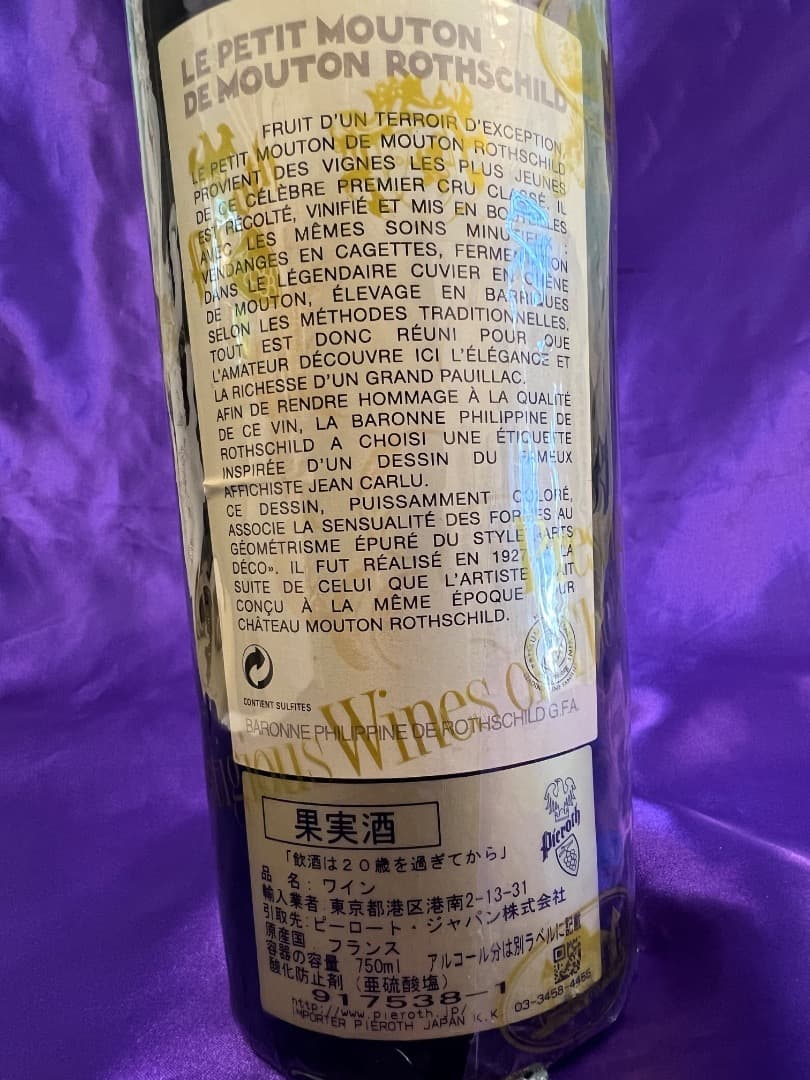 LE PETIT MOUTON
DE MOUTON ROTHSCHILD
FRUIT D'UN TERROIR D'EXCEPTION,
LE PETIT MOUTON DE MOUTON ROTHSCHILD
PROVIENT DES VIGNES LES PLUS JEUNES
DE CE CÉLÈBRE PREMIER CRU CLASSÉ. IL
EST RÉCOLTÉ, VINIFIÉ ET MIS EN BOUTEILLES
AVEC LES MÊMES SOINS MINUTIEUX :
VENDANGES EN CAGETTES, FERMENTATION
DANS LE LÉGENDAIRE CUVIER EN CHÊNE
DE MOUTON, ÉLEVAGE EN BARRIQUES
SELON LES MÉTHODES TRADITIONNELLES.
TOUT EST DONC RÉUNI POUR QUE
L'AMATEUR DÉCOUVRE ICI L'ÉLÉGANCE ET
LA RICHESSE D'UN GRAND PAUILLAC.
AFIN DE RENDRE HOMMAGE À LA QUALITÉ
DE CE VIN, LA BARONNE PHILIPPINE DE
ROTHSCHILD A CHOISI UNE ÉTIQUETTE
INSPIRÉE D'UN DESSIN DU FAMEUX
AFFICHISTE JEAN CARLU.
CE DESSIN, PUISSAMMENT COLORÉ,
ASSOCIE LA SENSUALITÉ DES FORMES AU
GÉOMÉTRISME ÉPURÉ DU STYLE «ARTS
DÉCO». IL FUT RÉALISÉ EN 1927 À LA
SUITE DE CELUI QUE L'ARTISTE AVAIT
CONÇU À LA MÊME ÉPOQUE POUR
CHÂTEAU MOUTON ROTHSCHILD.
CONTIENT SULFITES
BARONNE PHILIPPINE DE ROTHSCHILD G.F.A.
Wines of
果実酒
Pieroth
「飲酒は20歳を過ぎてから」
品 名: ワイン
輸入業者 東京都港区港南2-13-31
引取先:ピーロート・ジャパン株式会社
原産国 フランス
容器の容量 750ml アルコール分は別ラベルに記載
酸化防止剤(亜硫酸塩)
917538-1
03-3458-4455
http://www.pieroth.jp/
IMPORTER PIEROTH JAPAN K.K.